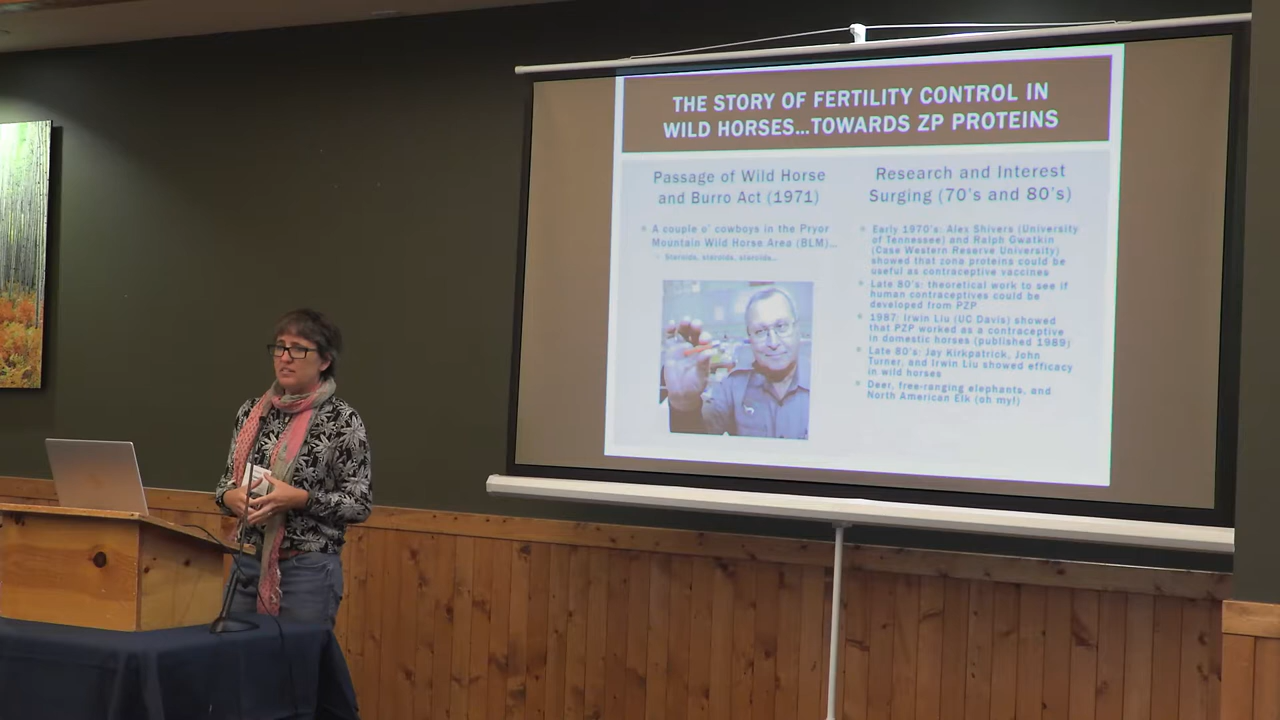 THE STORY OF FERTILITY CONTROL IN
WILD HORSES...TOWARDS ZP PROTEINS
Passage of Wild Horse
and Burro Act (1971)
A couple o' cowboys in the Pryor
Mountain Wild Horse Area (BLM)...
Steroids, steroids, steroids...
Research and Interest
Surging (70's and 80's)
Early 1970's: Alex Shivers (University
of Tennessee) and Ralph Gwatkin
(Case Western Reserve University)
showed that zona proteins could be
useful as contraceptive vaccines
Late 80's: theoretical work to see if
human contraceptives could be
developed from PZP
1987: Irwin Liu (UC Davis) showed
that PZP worked as a contraceptive
in domestic horses (published 1989)
Late 80's: Jay Kirkpatrick, John
Turner, and Irwin Liu showed efficacy
in wild horses
Deer, free-ranging elephants, and
North American Elk (oh my!)